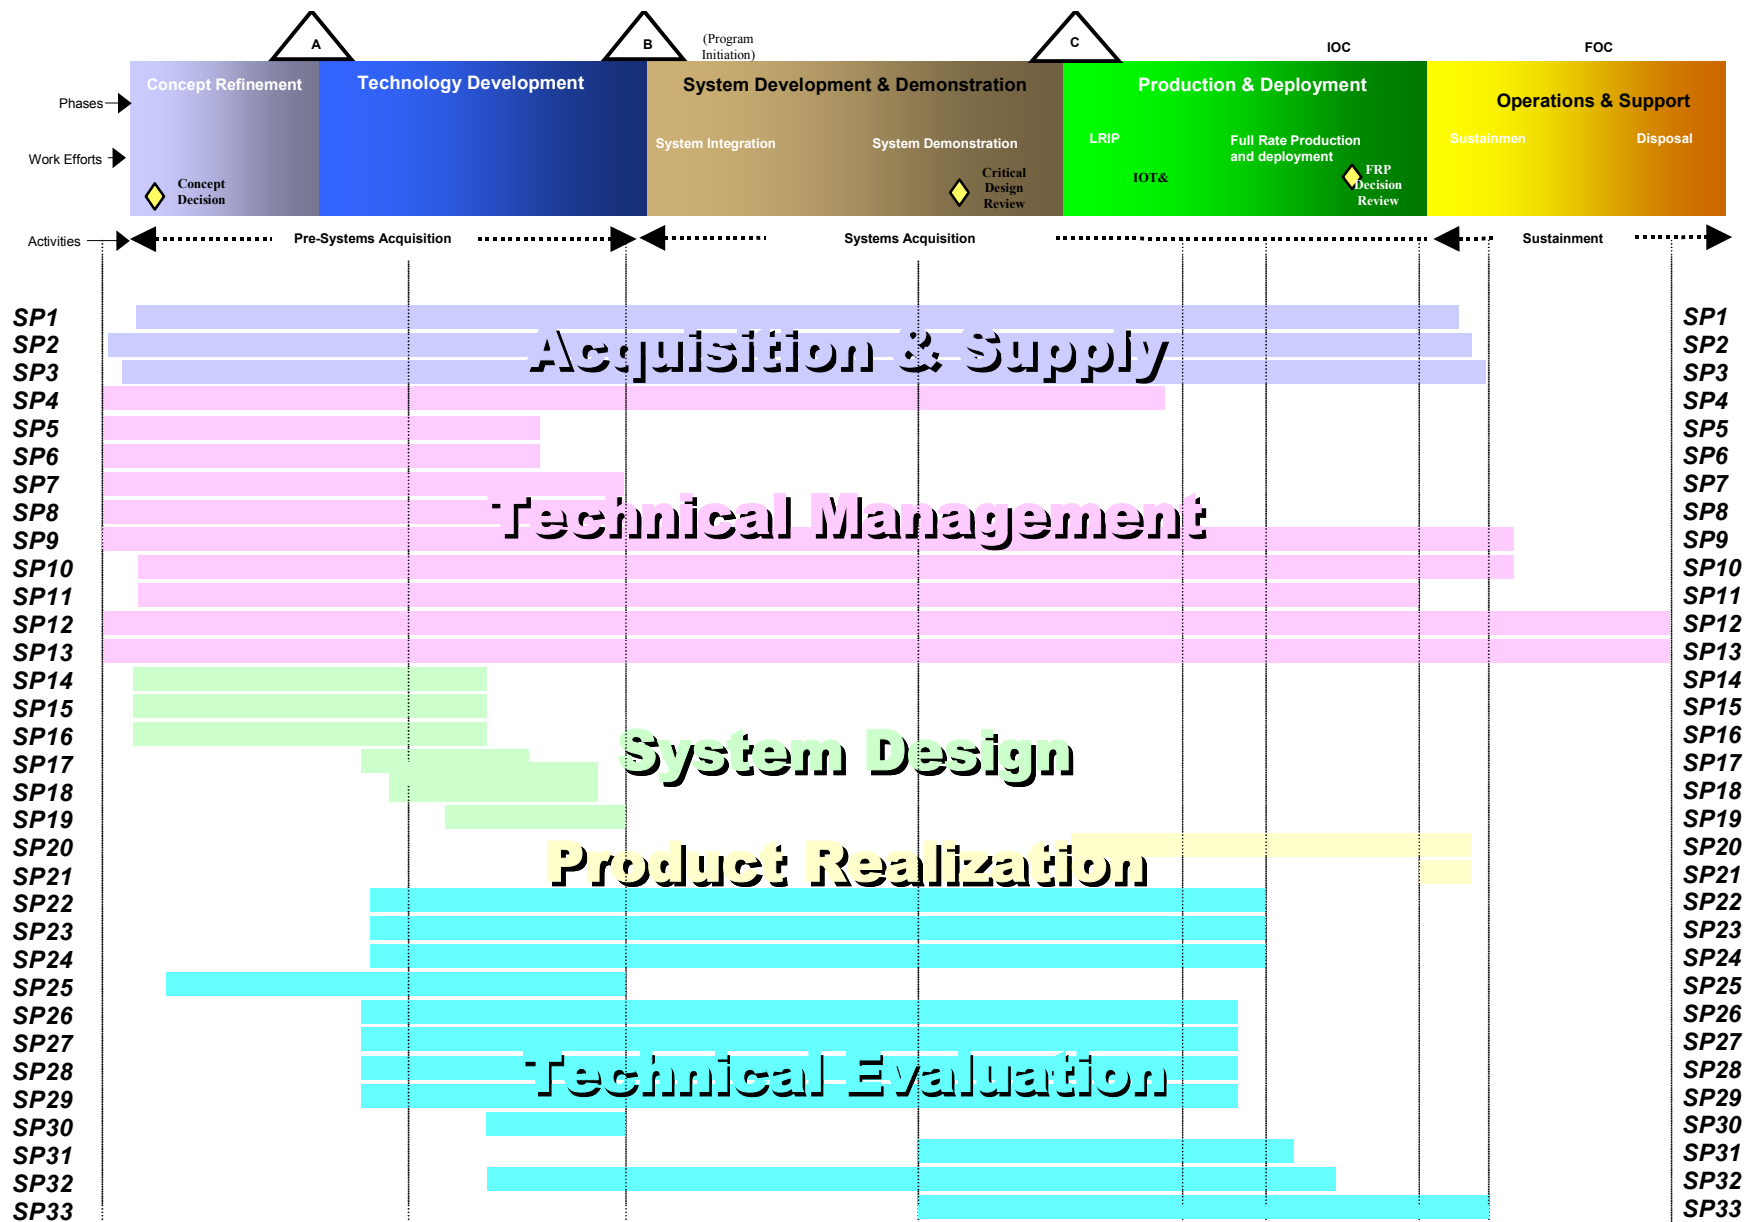 A
B
(Program
Initiation)
C
IOC
FOC
Phases
Concept Refinement
Technology Development
System Development & Demonstration
Production & Deployment
Operations & Support
Work Efforts
System Integration
System Demonstration
LRIP
Full Rate Production
and deployment
Sustainmen
Disposal
Concept
Decision
Critical
Design
Review
IOT&
FRP
Decision
Review
Activities
Pre-Systems Acquisition
Systems Acquisition
Sustainment
SP1 SP1
SP2 SP2
Acquisition & Supply
SP3 SP3
SP4 SP4
SP5 SP5
SP6 SP6
SP7 SP7
SP8 SP8
Technical Management
SP9 SP9
SP10 SP10
SP11 SP11
SP12 SP12
SP13 SP13
SP14 SP14
SP15 SP15
SP16 SP16
System Design
SP17 SP17
SP18 SP18
SP19 SP19
SP20 SP20
Product Realization
SP21 SP21
SP22 SP22
SP23 SP23
SP24 SP24
SP25 SP25
SP26 SP26
SP27 SP27
SP28 SP28
Technical Evaluation
SP29 SP29
SP30 SP30
SP31 SP31
SP32 SP32
SP33 SP33